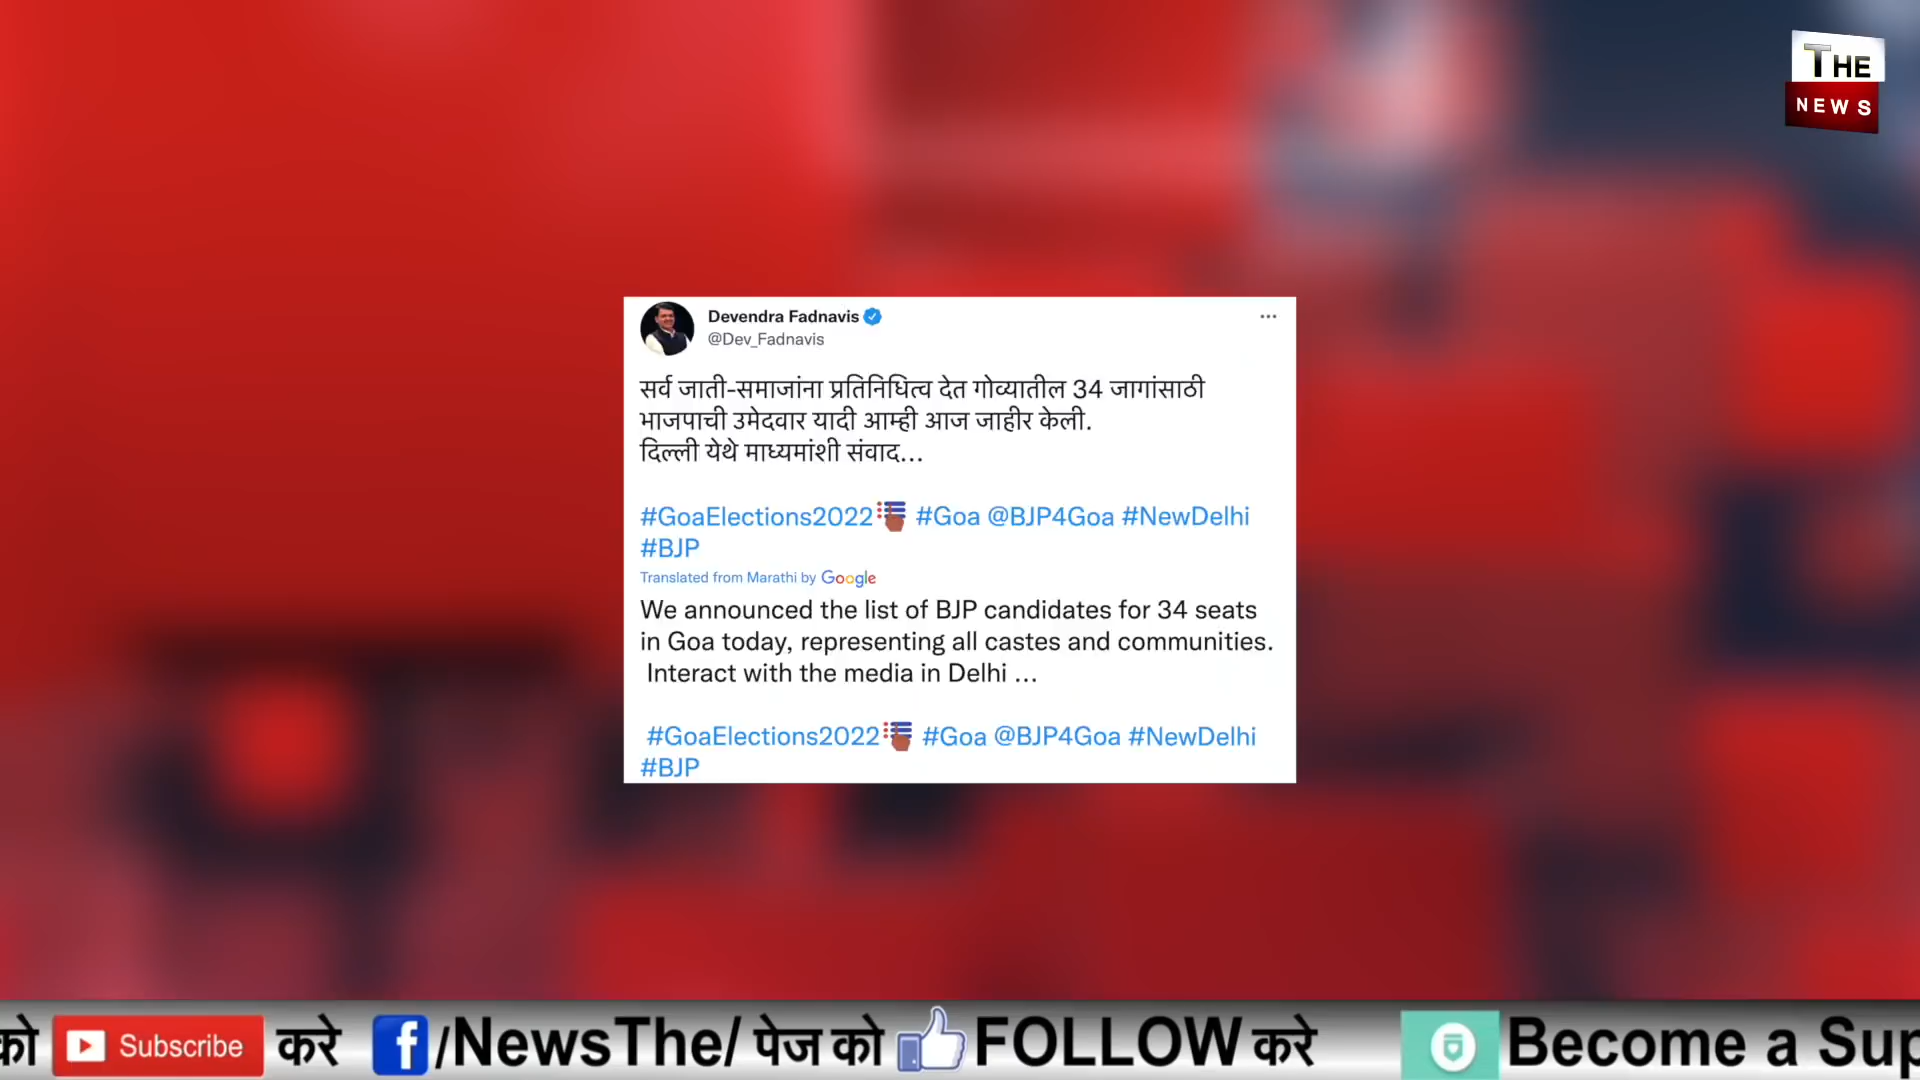 THE
NEWS
Devendra Fadnavis
@Dev_Fadnavis
सर्व जाती-समाजांना प्रतिनिधित्व देत गोव्यातील 34 जागांसाठी
भाजपाची उमेदवार यादी आम्ही आज जाहीर केली.
दिल्ली येथे माध्यमांशी संवाद...
#GoaElections2022 #Goa @BJP4Goa #NewDelhi
#BJP
Translated from Marathi by Google
We announced the list of BJP candidates for 34 seats
in Goa today, representing all castes and communities.
Interact with the media in Delhi ...
#GoaElections2022 #Goa @BJP4Goa #NewDelhi
#BJP
को Subscribe करे f/NewsThe/ पेज को FOLLOW करे Become a Sup